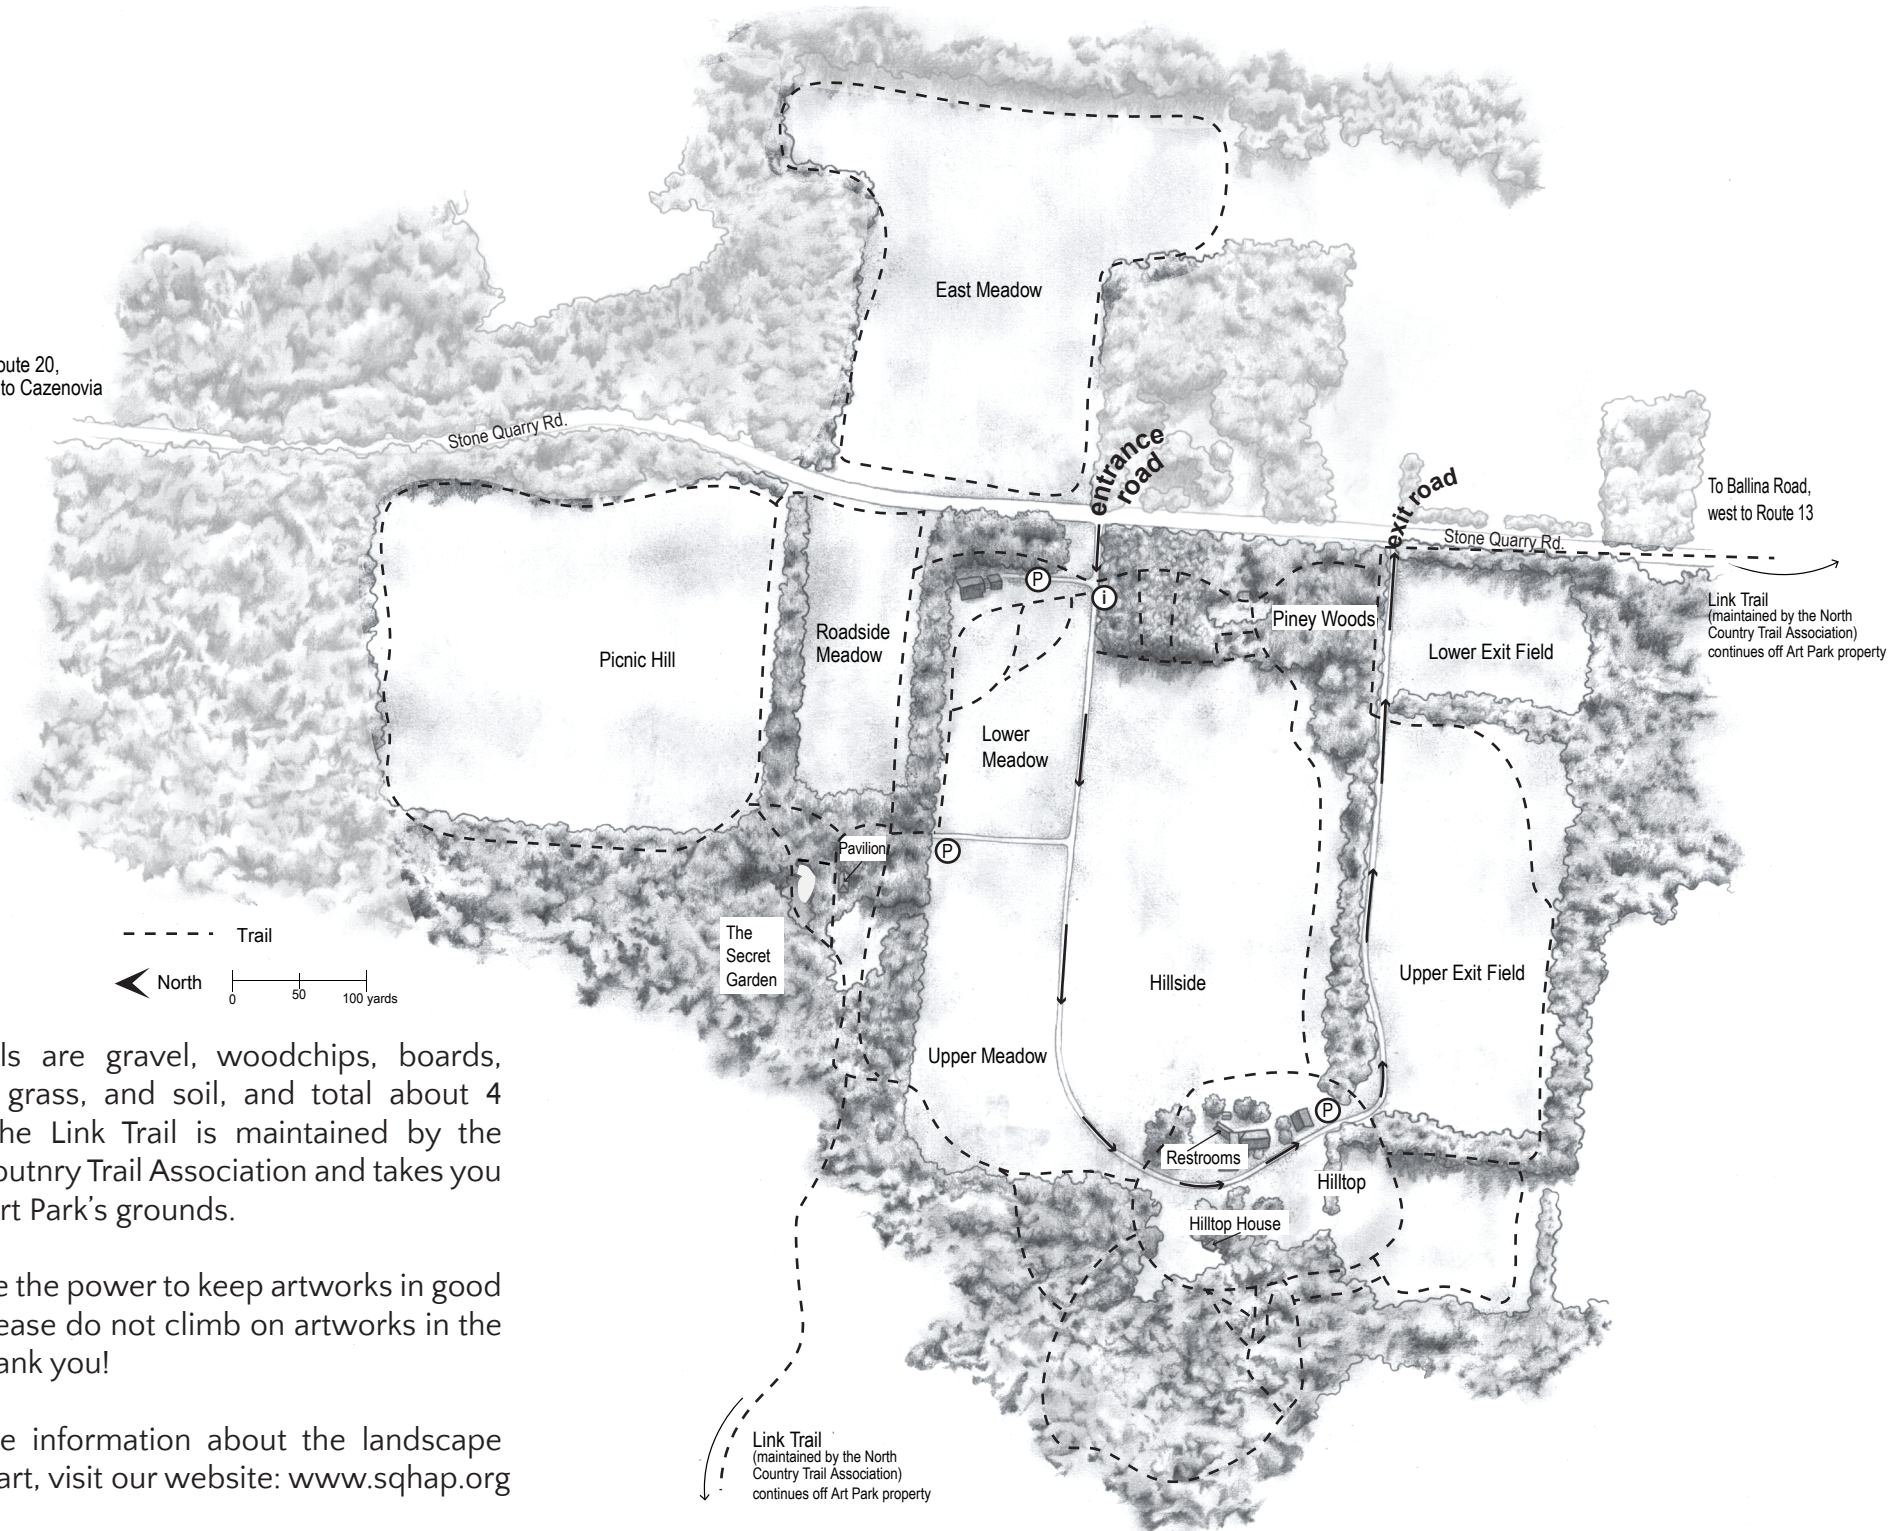 East Meadow
oute 20,
to Cazenovia
Stone Quarry Rd.
entrance
road
exit road
To Ballina Road,
west to Route 13
Stone Quarry Rd.
P
i
Piney Woods
Link Trail
(maintained by the North
Country Trail Association)
continues off Art Park property
Roadside
Meadow
Picnic Hill
Lower Exit Field
Lower
Meadow
Pavilion
P
The
Secret
Garden
Trail
North
0 50 100 yards
Upper Exit Field
Hillside
Upper Meadow
P
Restrooms
Hilltop
Hilltop House
ls are gravel, woodchips, boards,
grass, and soil, and total about 4
he Link Trail is maintained by the
outnry Trail Association and takes you
rt Park's grounds.
e the power to keep artworks in good
ease do not climb on artworks in the
ank you!
e information about the landscape
art, visit our website: www.sqhap.org
Link Trail
(maintained by the North
Country Trail Association)
continues off Art Park property